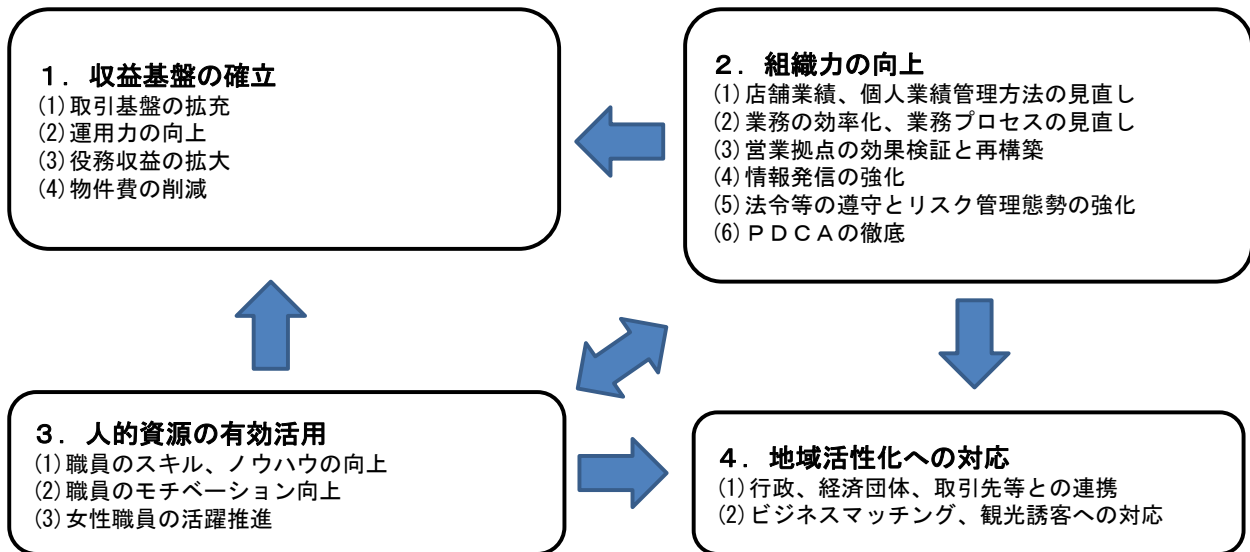 １．収益基盤の確立
(1)取引基盤の拡充
(2)運用力の向上
(3)役務収益の拡大
(4)物件費の削減
２．組織力の向上
(1)店舗業績、個人業績管理方法の見直し
(2)業務の効率化、業務プロセスの見直し
(3)営業拠点の効果検証と再構築
(4)情報発信の強化
(5)法令等の遵守とリスク管理態勢の強化
(6)ＰＤＣＡの徹底
３．人的資源の有効活用
(1)職員のスキル、ノウハウの向上
(2)職員のモチベーション向上
(3)女性職員の活躍推進
４．地域活性化への対応
(1)行政、経済団体、取引先等との連携
(2)ビジネスマッチング、観光誘客への対応